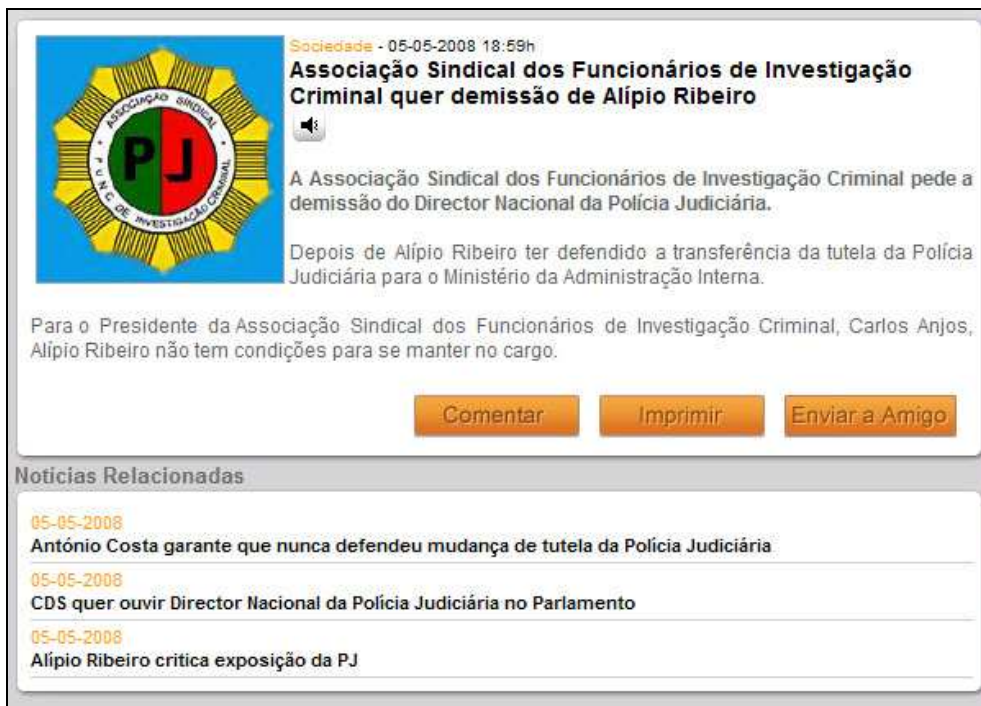 ASSOCIAÇÃO SINDICAL
PJ
FUNC DE INVESTIGAÇÃO CRIMINAL
Sociedade - 05-05-2008 18:59h
Associação Sindical dos Funcionários de Investigação
Criminal quer demissão de Alípio Ribeiro
A Associação Sindical dos Funcionários de Investigação Criminal pede a
demissão do Director Nacional da Polícia Judiciária.
Depois de Alípio Ribeiro ter defendido a transferência da tutela da Polícia
Judiciária para o Ministério da Administração Interna.
Para o Presidente da Associação Sindical dos Funcionários de Investigação Criminal, Carlos Anjos,
Alípio Ribeiro não tem condições para se manter no cargo.
Comentar Imprimir Enviar a Amigo
Notícias Relacionadas
05-05-2008
António Costa garante que nunca defendeu mudança de tutela da Polícia Judiciária
05-05-2008
CDS quer ouvir Director Nacional da Polícia Judiciária no Parlamento
05-05-2008
Alípio Ribeiro critica exposição da PJ